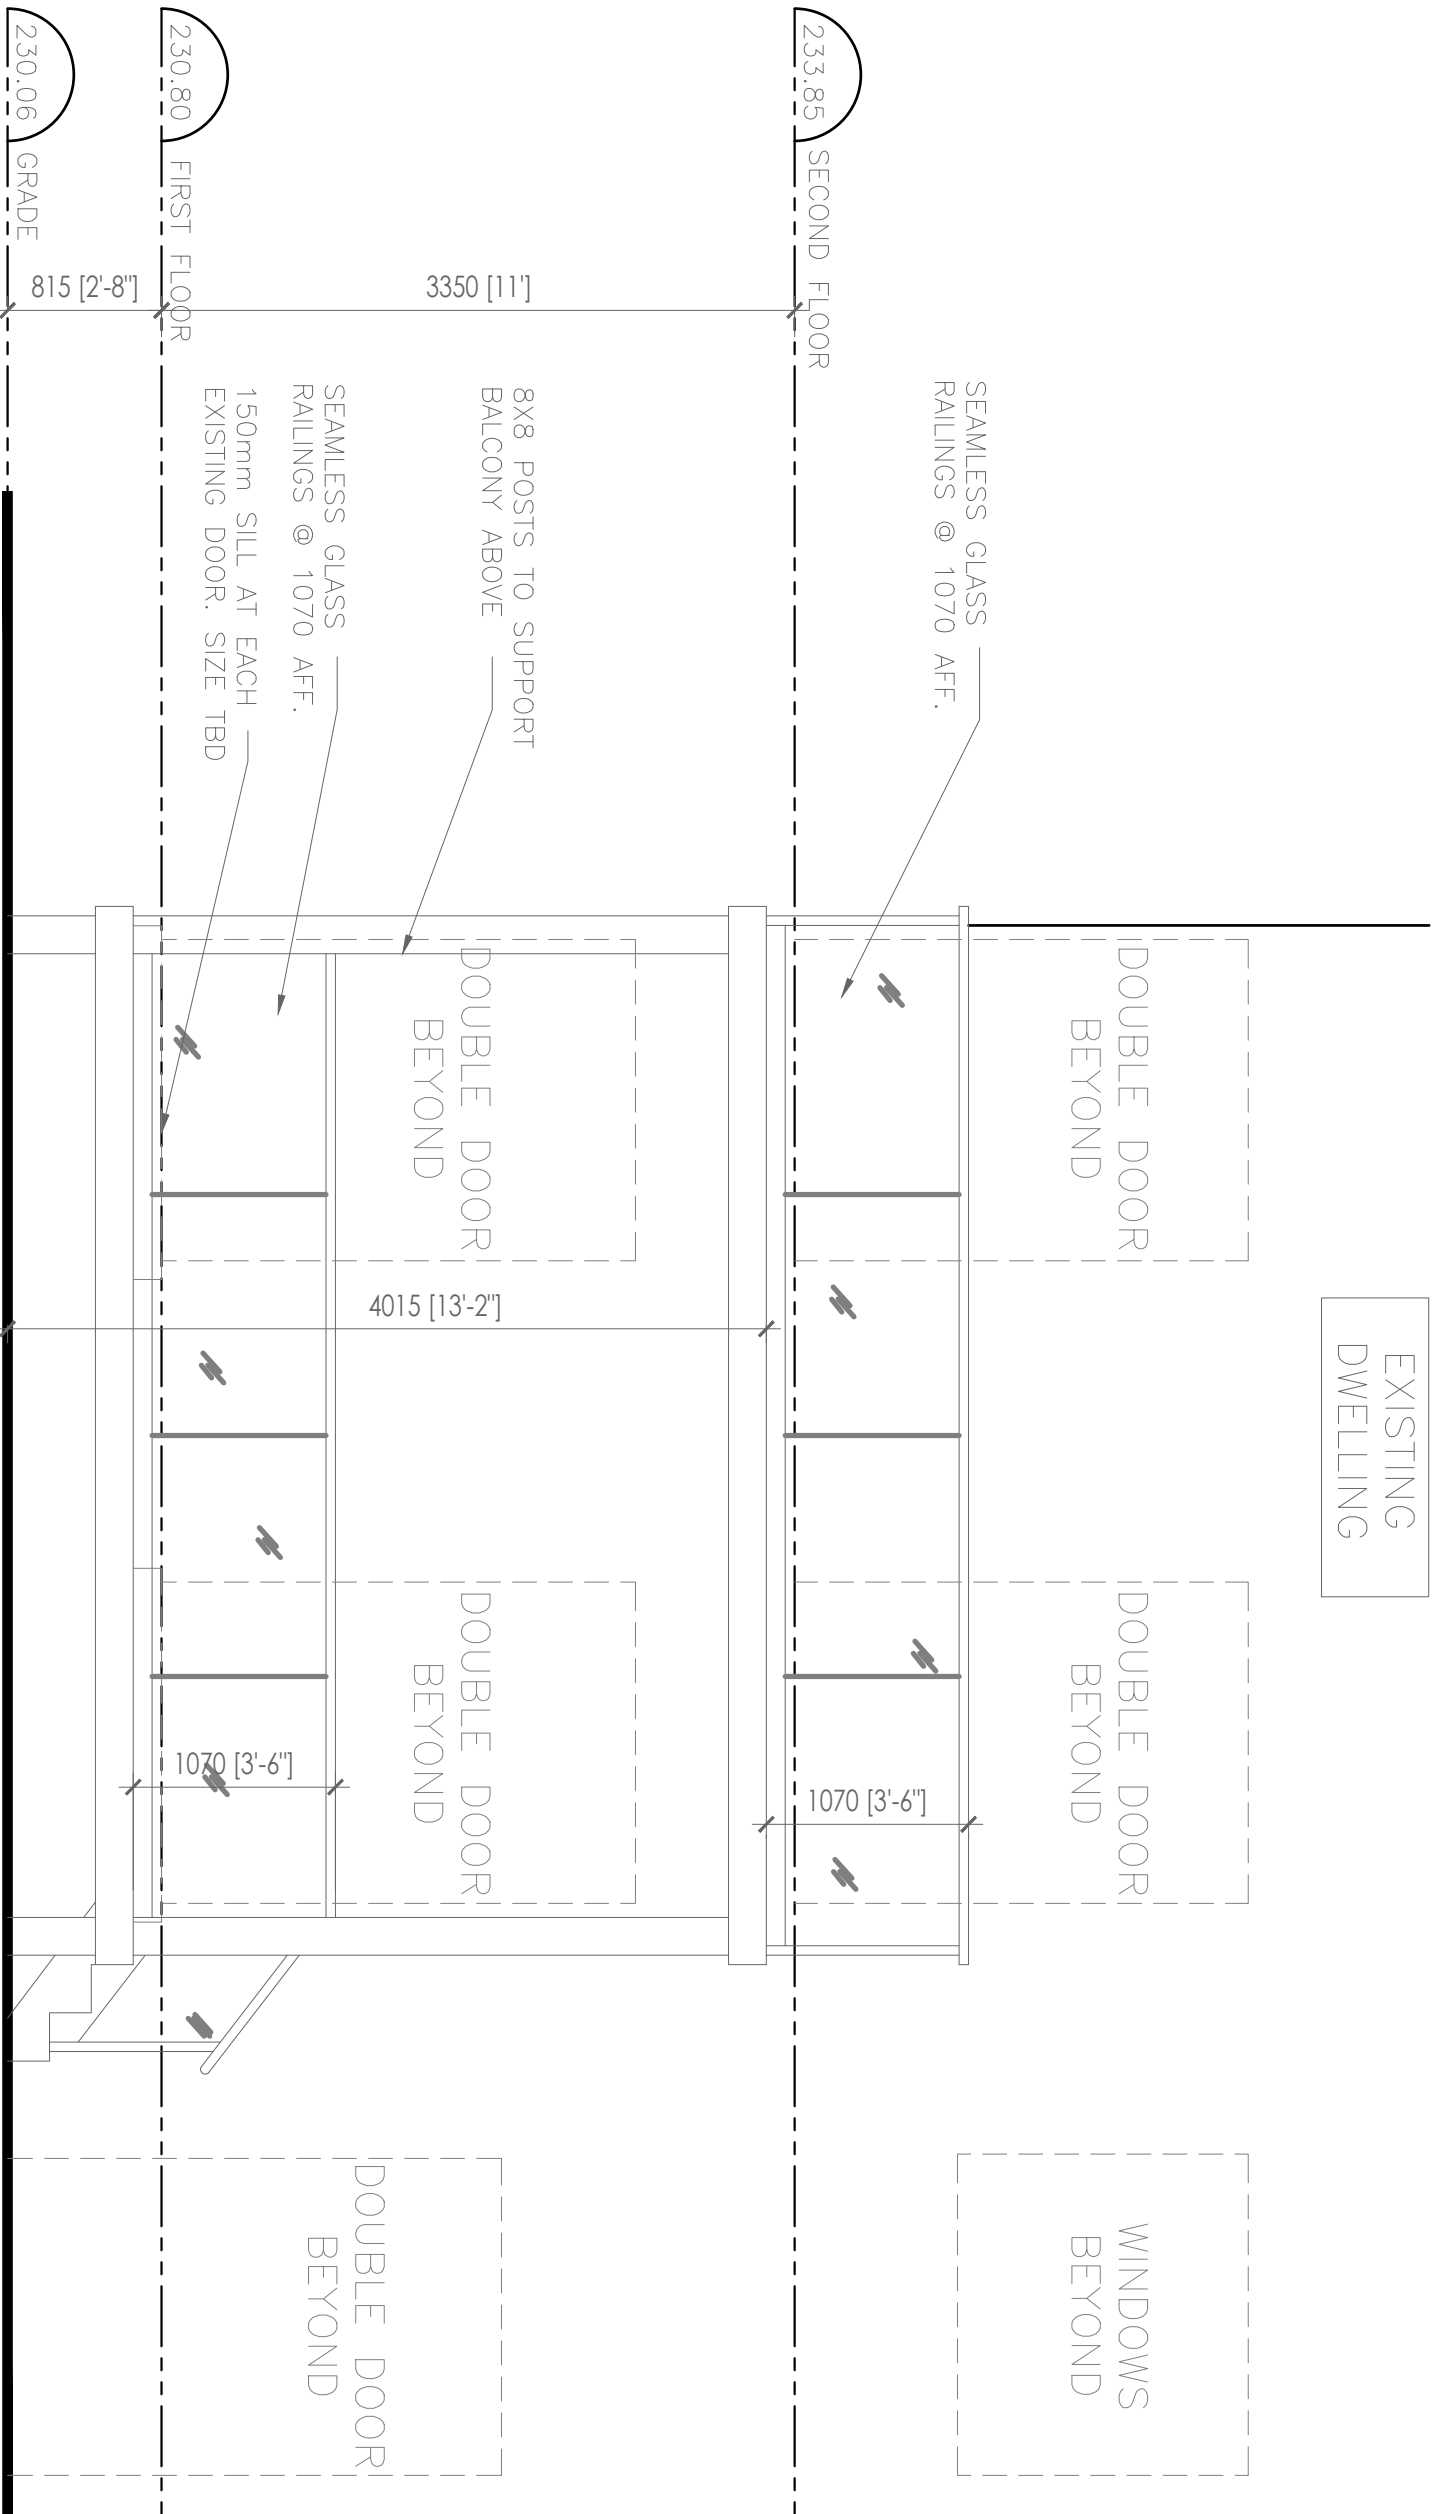 233.85
SECOND FLOOR
230.80
FIRST FLOOR
230.06
GRADE
3350 [11']
815 [2'-8"]
SEAMLESS GLASS
RAILINGS @ 1070 AFF.
8X8 POSTS TO SUPPORT
BALCONY ABOVE
SEAMLESS GLASS
RAILINGS @ 1070 AFF.
150mm SILL AT EACH
EXISTING DOOR. SIZE TBD
EXISTING
DWELLING
DOUBLE DOOR
BEYOND
DOUBLE DOOR
BEYOND
WINDOWS
BEYOND
DOUBLE DOOR
BEYOND
DOUBLE DOOR
BEYOND
DOUBLE DOOR
BEYOND
4015 [13'-2"]
1070 [3'-6"]
1070 [3'-6"]